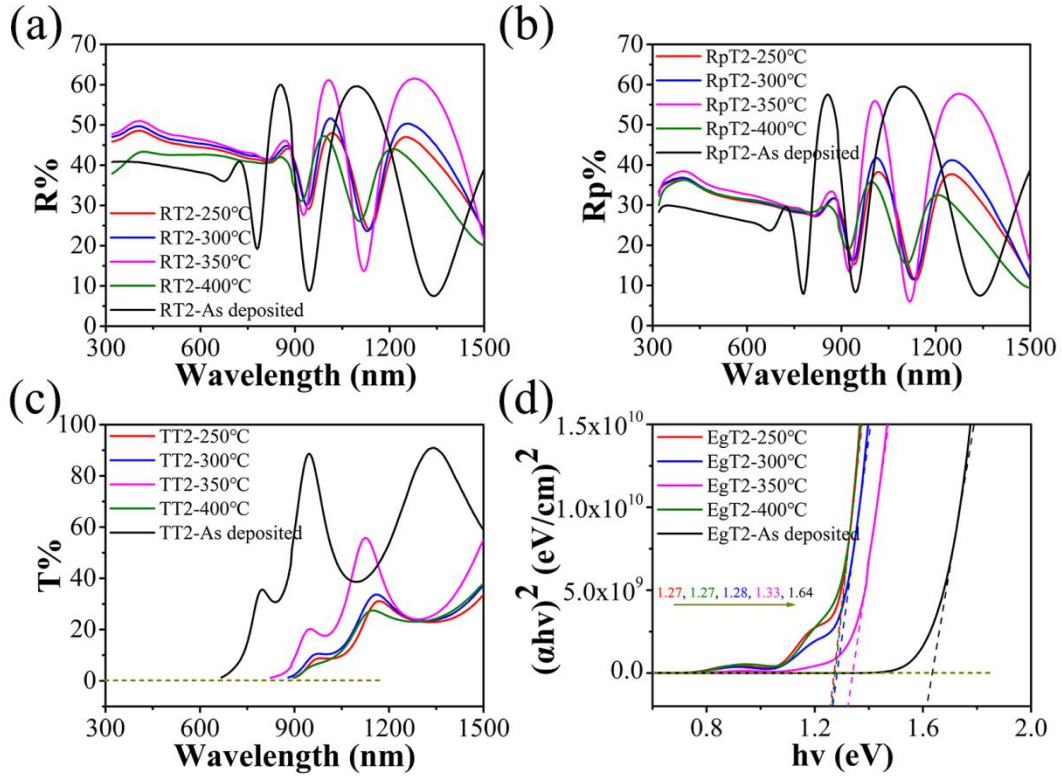 (a)
R%
70
60
50
40
30
20
10
0
RT2-250°C
RT2-300°C
RT2-350°C
RT2-400°C
RT2-As deposited
300 600 900 1200 1500
Wavelength (nm)
(b)
Rp%
70
60
50
40
30
20
10
0
RpT2-250°C
RpT2-300°C
RpT2-350°C
RpT2-400°C
RpT2-As deposited
300 600 900 1200 1500
Wavelength (nm)
(c)
T%
100
80
60
40
20
0
TT2-250°C
TT2-300°C
TT2-350°C
TT2-400°C
TT2-As deposited
300 600 900 1200 1500
Wavelength (nm)
(d)
(αhν)² (eV/cm)²
1.5x10¹⁰
1.0x10¹⁰
5.0x10⁹
0.0
EgT2-250°C
EgT2-300°C
EgT2-350°C
EgT2-400°C
EgT2-As deposited
1.27, 1.27, 1.28, 1.33, 1.64
0.8 1.2 1.6 2.0
hν (eV)